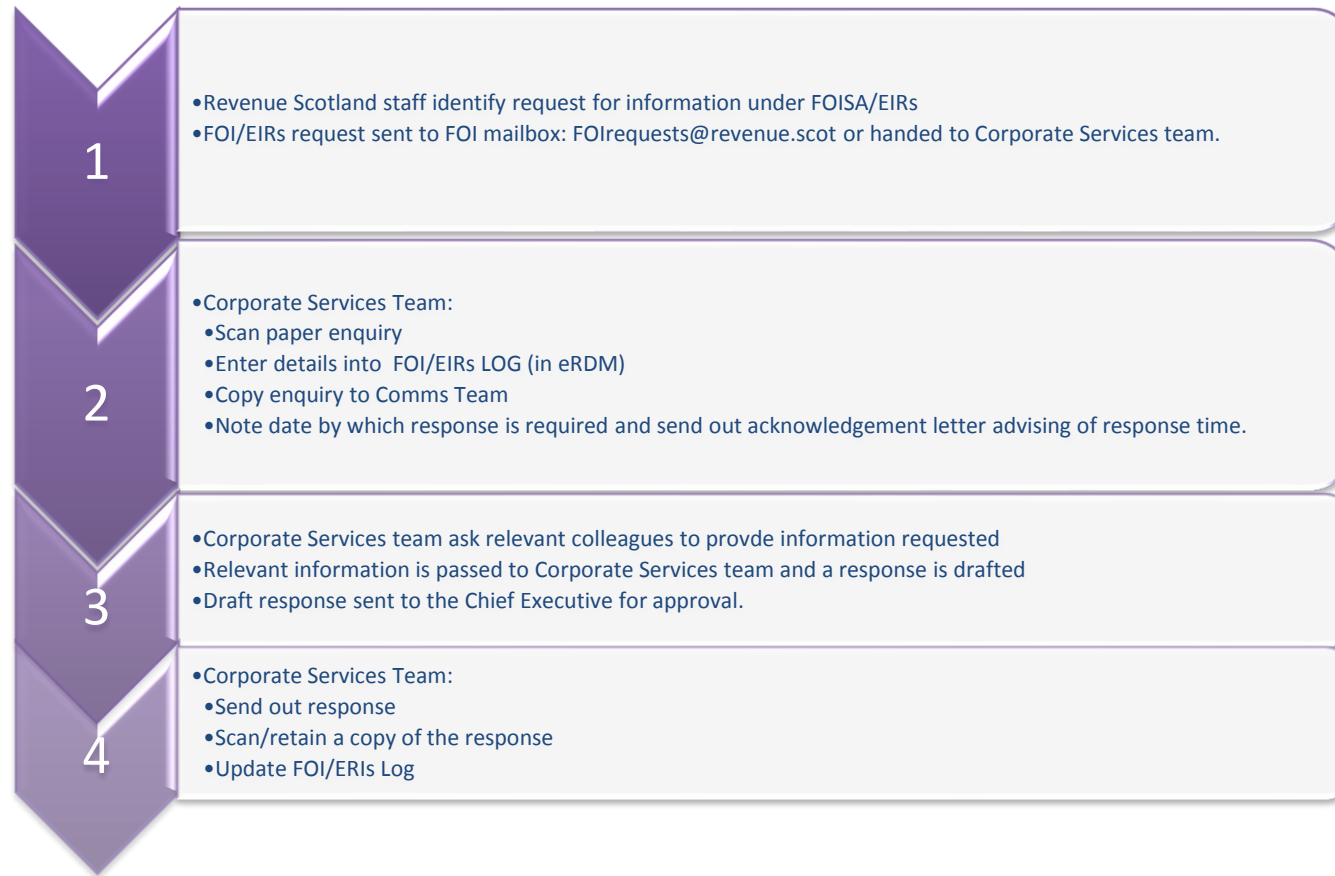 1
•Revenue Scotland staff identify request for information under FOISA/EIRs
•FOI/EIRs request sent to FOI mailbox: FOIrequests@revenue.scot or handed to Corporate Services team.
2
•Corporate Services Team:
•Scan paper enquiry
•Enter details into  FOI/EIRs LOG (in eRDM)
•Copy enquiry to Comms Team
•Note date by which response is required and send out acknowledgement letter advising of response time.
3
•Corporate Services team ask relevant colleagues to provde information requested
•Relevant information is passed to Corporate Services team and a response is drafted
•Draft response sent to the Chief Executive for approval.
4
•Corporate Services Team:
•Send out response
•Scan/retain a copy of the response
•Update FOI/ERIs Log